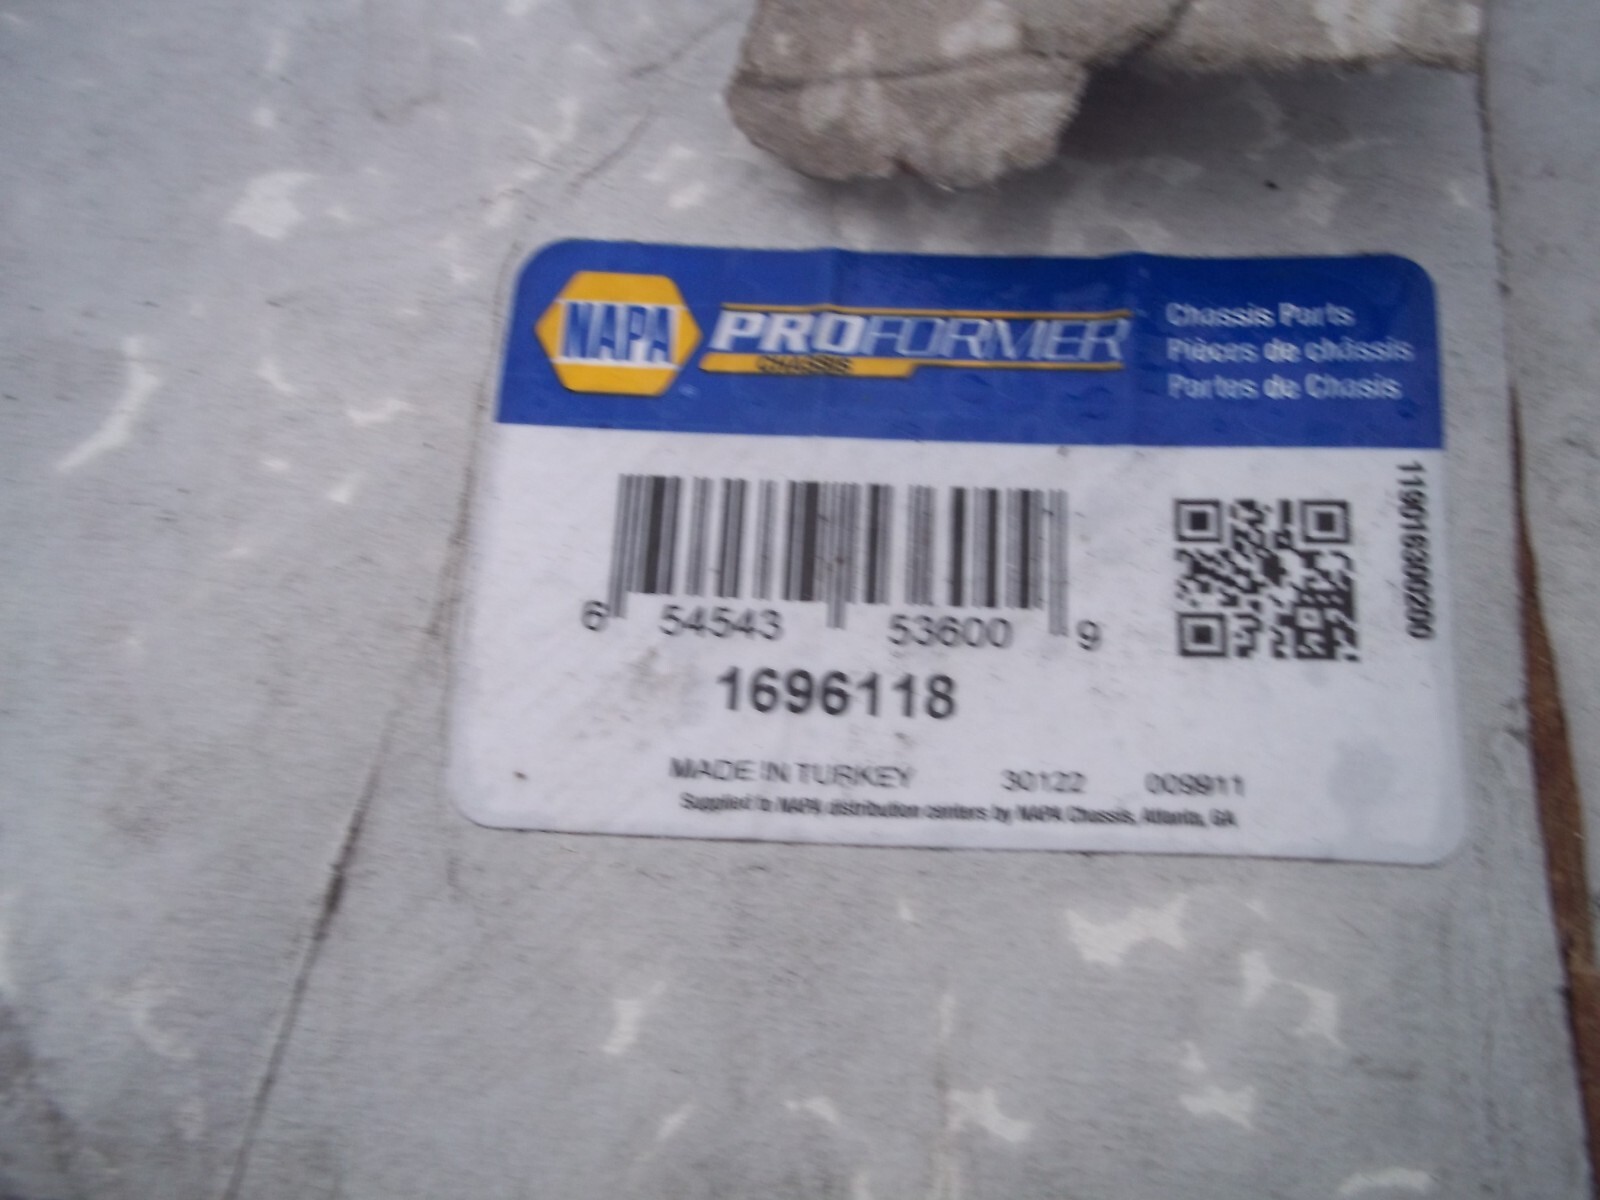 NAPA
PROFORMER
CHASSIS
Chassis Parts
Pièces de châssis
Partes de Chasis
6 54543 53600 9
1696118
MADE IN TURKEY 30122 009911
Supplied to NAPA distribution centers by NAPA Chassis, Atlanta, GA